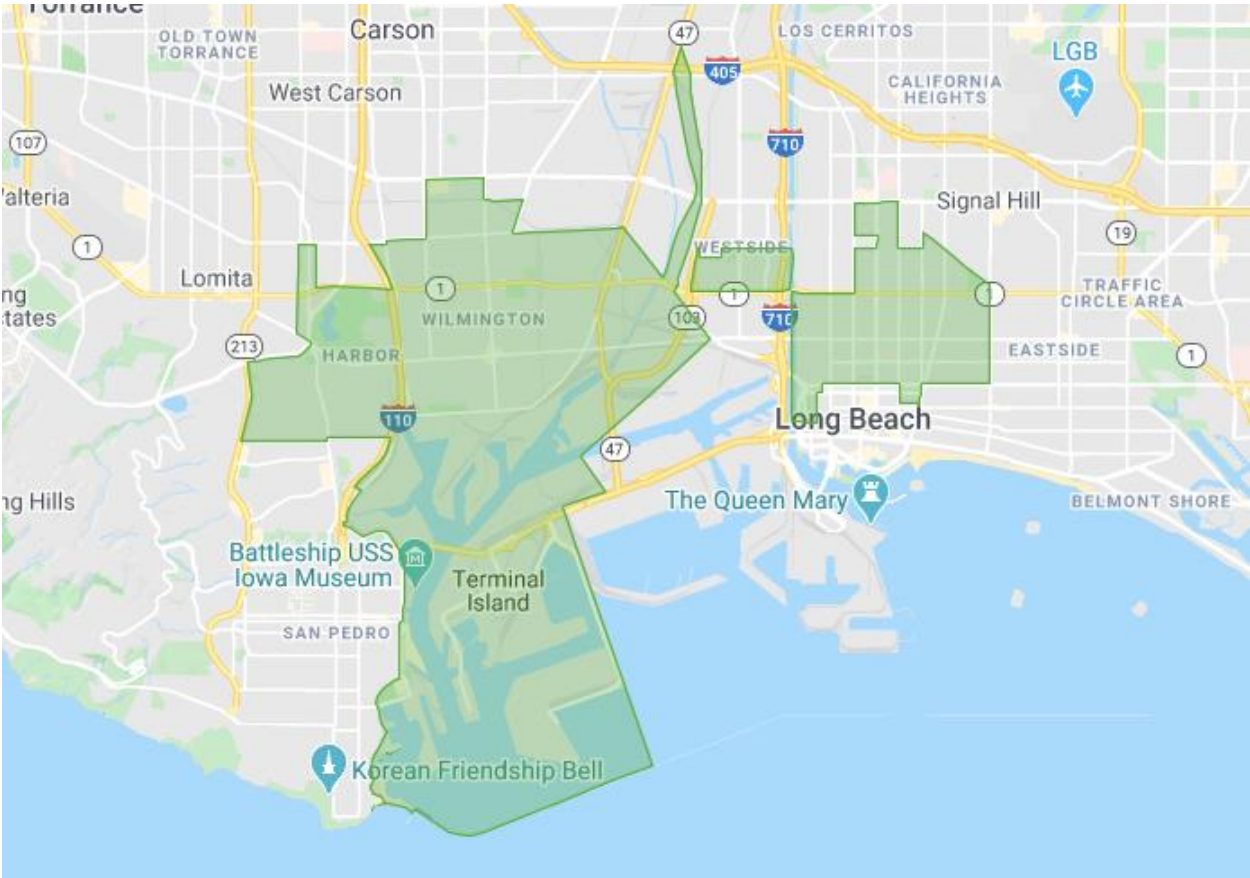 Torrance
OLD TOWN
TORRANCE
Carson
47
LOS CERRITOS
LGB
405
West Carson
CALIFORNIA
HEIGHTS
107
710
'alteria
Signal Hill
1
19
WESTSIDE
Lomita
1
1
1
TRAFFIC
CIRCLE AREA
ng
states
WILMINGTON
103
710
213
HARBOR
EASTSIDE
1
110
Long Beach
47
ng Hills
The Queen Mary
BELMONT SHORE
Battleship USS
Iowa Museum
Terminal
Island
SAN PEDRO
Korean Friendship Bell